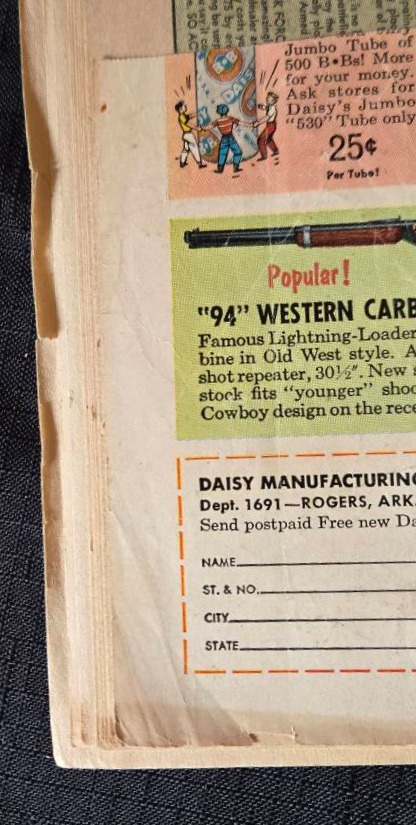 Jumbo Tube of
500 B•Bs! More
for your money.
Ask stores for
Daisy's Jumbo
"530" Tube only
25¢
Per Tube!
Popular!
"94" WESTERN CARB
Famous Lightning-Loader
bine in Old West style. A
shot repeater, 30½". New s
stock fits "younger" shoo
Cowboy design on the rece
DAISY MANUFACTURING
Dept. 1691—ROGERS, ARK.
Send postpaid Free new Da
NAME
ST. & NO.
CITY
STATE